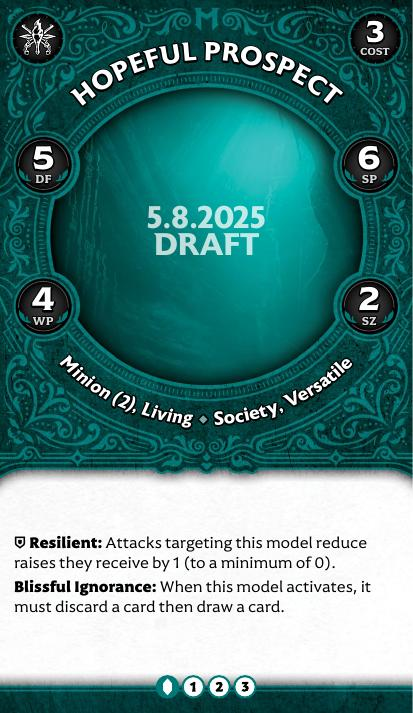 3
COST
HOPEFUL PROSPECT
5
DF
6
SP
5.8.2025
DRAFT
4
WP
2
SZ
Minion (2), Living ◆ Society, Versatile
Resilient: Attacks targeting this model reduce
raises they receive by 1 (to a minimum of 0).
Blissful Ignorance: When this model activates, it
must discard a card then draw a card.
1 2 3